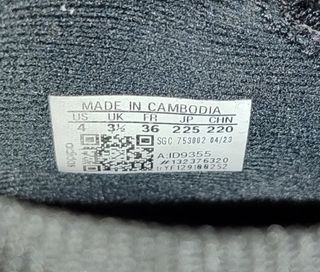 MADE IN CAMBODIA
US UK FR JP CHN
4 3½ 36 225 220
SGC 753002 04/23
A:ID9355
#132376320